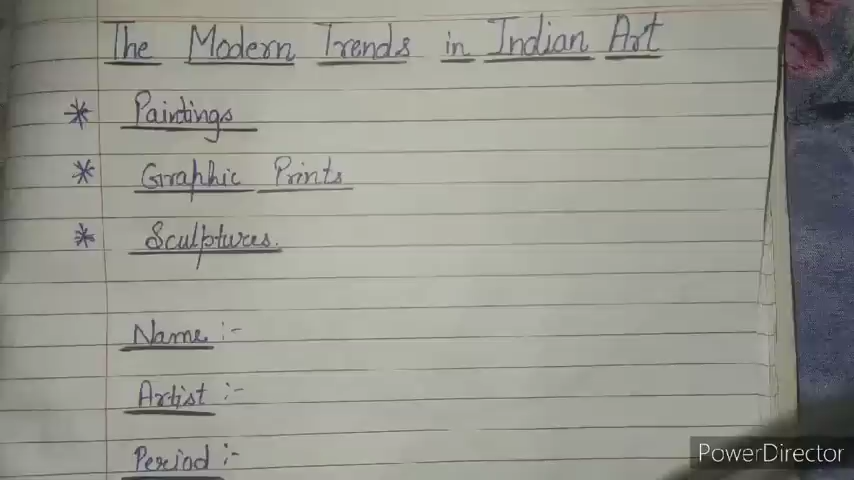 The Modern Trends in Indian Art
* Paintings
* Graphic Prints
* Sculptures.
Name :-
Artist :-
Period :-
PowerDirector